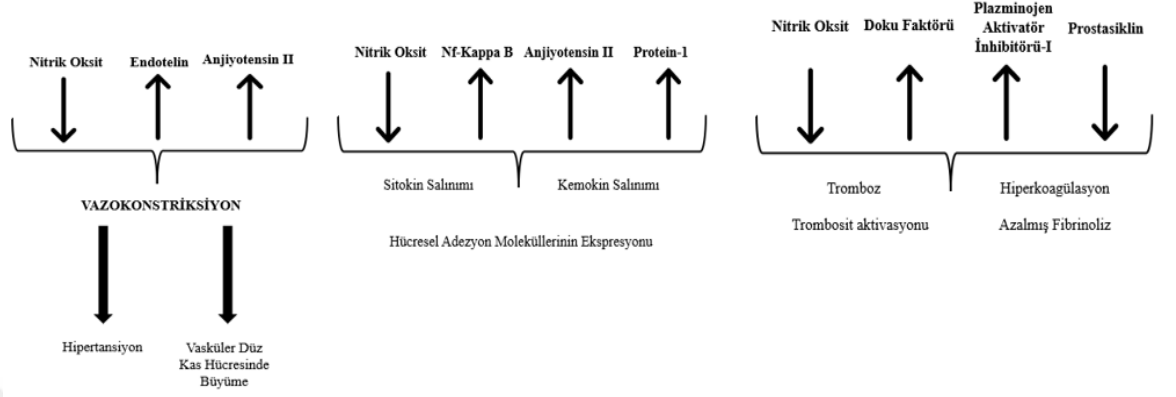 Nitrik Oksit
Endotelin
Anjiyotensin II
VAZOKONSTRİKSİYON
Hipertansiyon
Vasküler Düz
Kas Hücresinde
Büyüme
Nitrik Oksit
Nf-Kappa B
Anjiyotensin II
Protein-1
Sitokin Salınımı
Kemokin Salınımı
Hücresel Adezyon Moleküllerinin Ekspresyonu
Nitrik Oksit
Doku Faktörü
Plazminojen
Aktivatör
İnhibitörü-I
Prostasiklin
Tromboz
Hiperkoagülasyon
Trombosit aktivasyonu
Azalmış Fibrinoliz